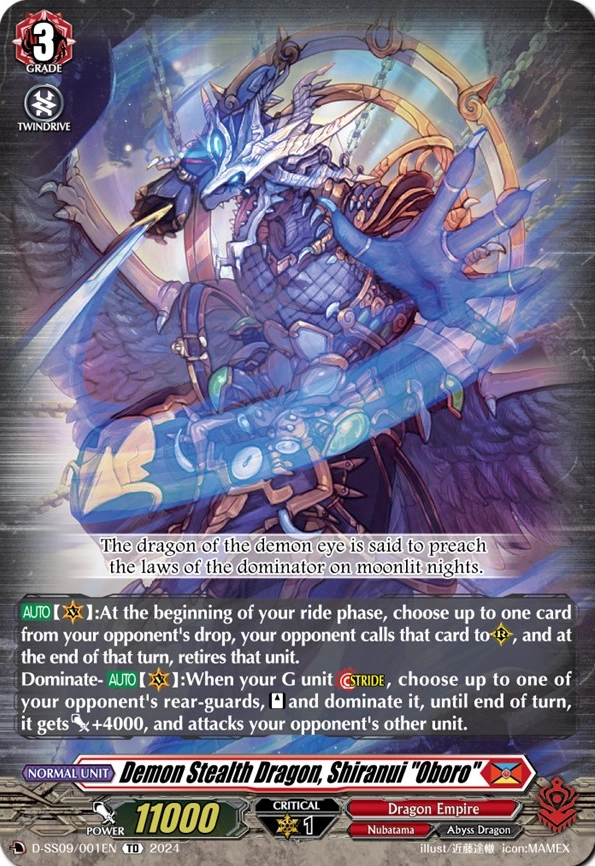 3
GRADE
TWINDRIVE
The dragon of the demon eye is said to preach
the laws of the dominator on moonlit nights.
AUTO【V】:At the beginning of your ride phase, choose up to one card
from your opponent's drop, your opponent calls that card to R, and at
the end of that turn, retires that unit.
Dominate- AUTO【V】:When your G unit STRIDE, choose up to one of
your opponent's rear-guards, and dominate it, until end of turn,
it gets +4000, and attacks your opponent's other unit.
NORMAL UNIT Demon Stealth Dragon, Shiranui "Oboro"
POWER 11000 CRITICAL 1 Dragon Empire
Nubatama Abyss Dragon
D-SS09/001EN TD 2024 illust/近藤途轍 icon:MAMEX